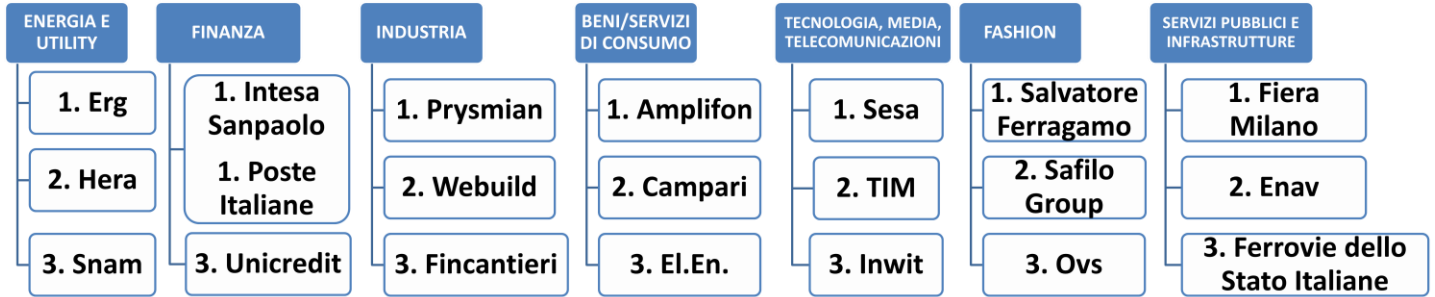 ENERGIA E
UTILITY
1. Erg
2. Hera
3. Snam
FINANZA
1. Intesa
Sanpaolo
1. Poste
Italiane
3. Unicredit
INDUSTRIA
1. Prysmian
2. Webuild
3. Fincantieri
BENI/SERVIZI
DI CONSUMO
1. Amplifon
2. Campari
3. El.En.
TECNOLOGIA, MEDIA,
TELECOMUNICAZIONI
1. Sesa
2. TIM
3. Inwit
FASHION
1. Salvatore
Ferragamo
2. Safilo
Group
3. Ovs
SERVIZI PUBBLICI E
INFRASTRUTTURE
1. Fiera
Milano
2. Enav
3. Ferrovie dello
Stato Italiane